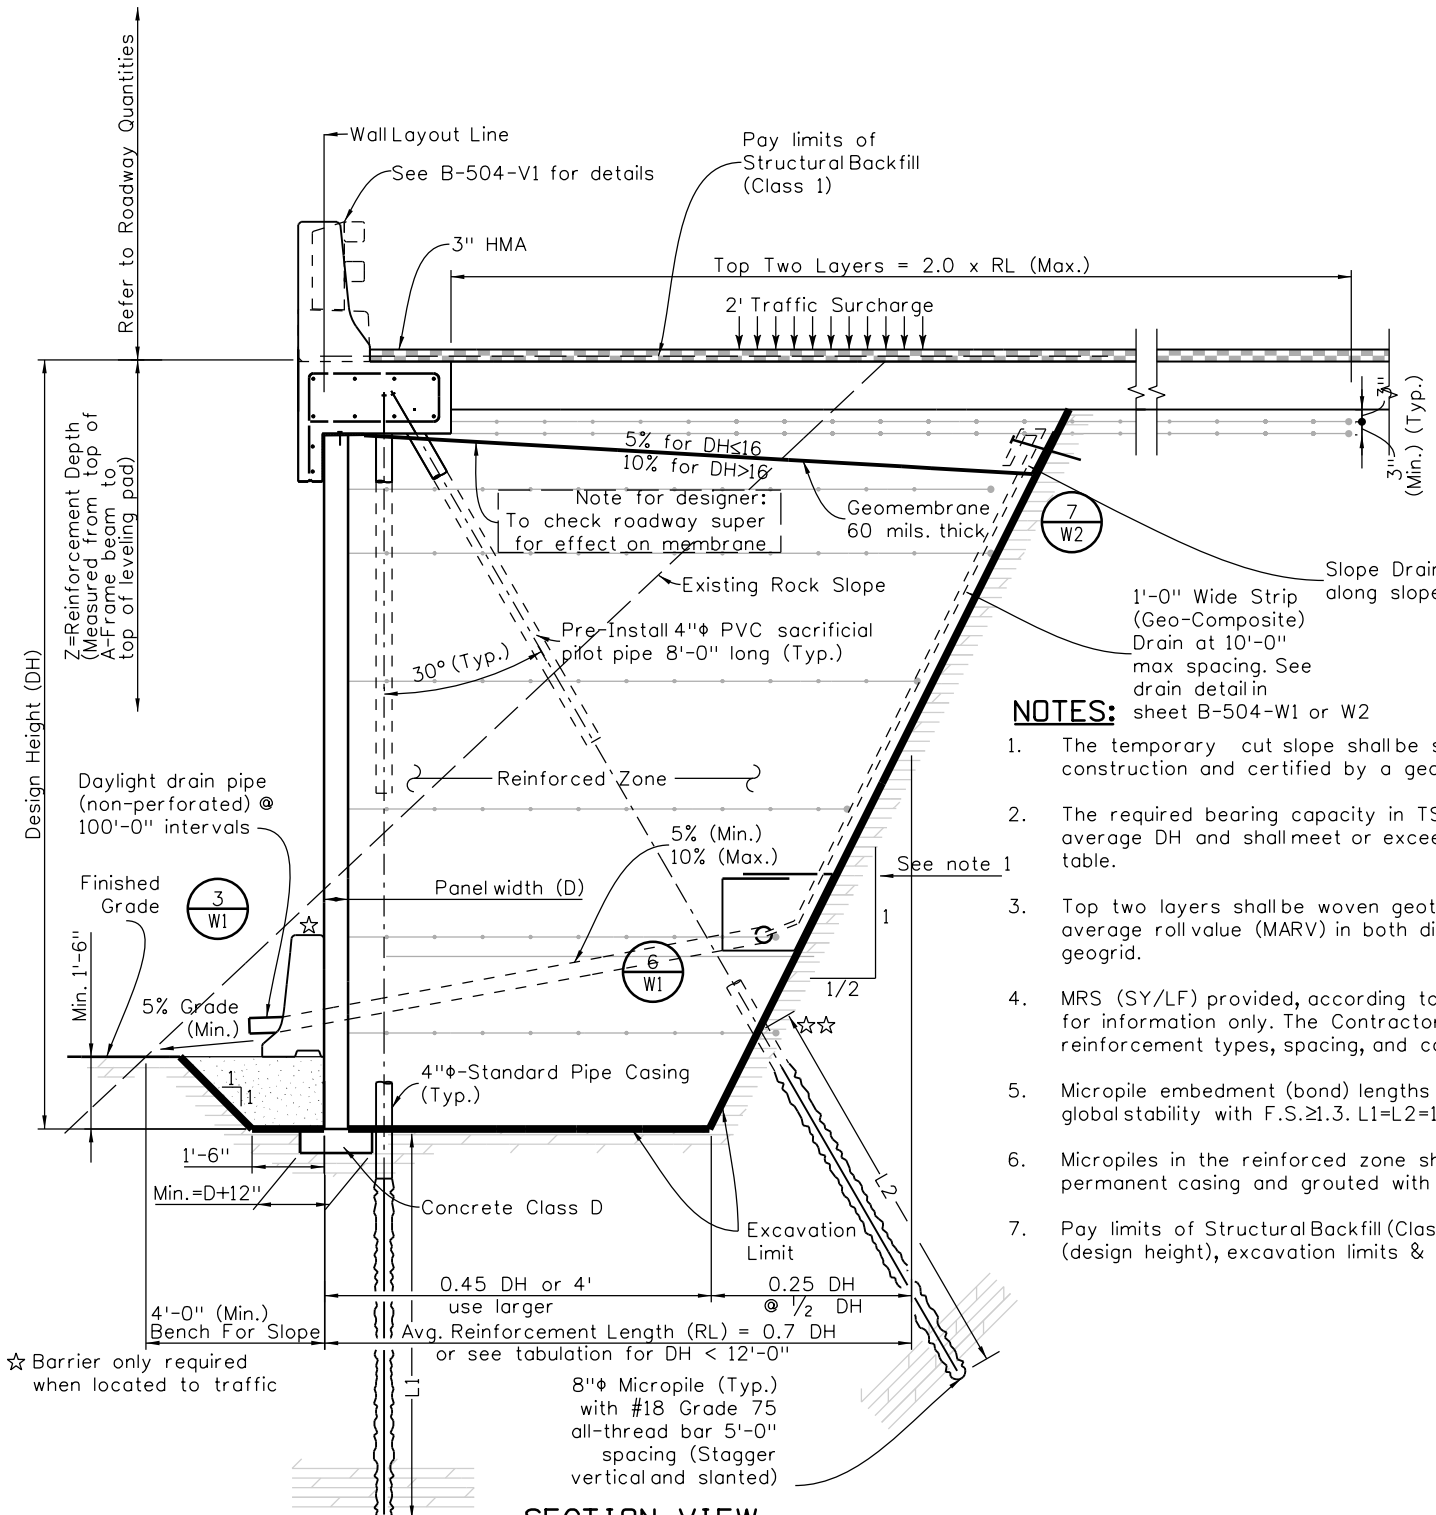 Refer to Roadway Quantities
Wall Layout Line
See B-504-V1 for details
3" HMA
Pay limits of
Structural Backfill
(Class 1)
Top Two Layers = 2.0 x RL (Max.)
2' Traffic Surcharge
3"
3"
(Min.) (Typ.)
Z=Reinforcement Depth
(Measured from top of
A-Frame beam to
top of leveling pad)
Design Height (DH)
5% for DH≤16
10% for DH>16
Note for designer:
To check roadway super
for effect on membrane
Geomembrane
60 mils. thick
7
W2
Existing Rock Slope
Slope Drain
along slope
1'-0" Wide Strip
(Geo-Composite)
Drain at 10'-0"
max spacing. See
drain detail in
sheet B-504-W1 or W2
Pre-Install 4"ϕ PVC sacrificial
pilot pipe 8'-0" long (Typ.)
30° (Typ.)
Reinforced Zone
Daylight drain pipe
(non-perforated) @
100'-0" intervals
5% (Min.)
10% (Max.)
See note 1
1
1/2
Finished
Grade
3
W1
Panel width (D)
☆
Min. 1'-6"
5% Grade
(Min.)
6
W1
☆☆
1
1
4"ϕ-Standard Pipe Casing
(Typ.)
1'-6"
Min.=D+12"
Concrete Class D
Excavation
Limit
L2
0.45 DH or 4'
use larger
0.25 DH
@ 1/2 DH
4'-0" (Min.)
Bench For Slope
Avg. Reinforcement Length (RL) = 0.7 DH
or see tabulation for DH < 12'-0"
☆ Barrier only required
when located to traffic
L1
8"ϕ Micropile (Typ.)
with #18 Grade 75
all-thread bar 5'-0"
spacing (Stagger
vertical and slanted)
SECTION VIEW
NOTES:
1. The temporary cut slope shall be s
construction and certified by a geo
2. The required bearing capacity in TS
average DH and shall meet or excee
table.
3. Top two layers shall be woven geot
average roll value (MARV) in both di
geogrid.
4. MRS (SY/LF) provided, according to
for information only. The Contractor
reinforcement types, spacing, and co
5. Micropile embedment (bond) lengths
global stability with F.S.≥1.3. L1=L2=1
6. Micropiles in the reinforced zone sh
permanent casing and grouted with
7. Pay limits of Structural Backfill (Clas
(design height), excavation limits &